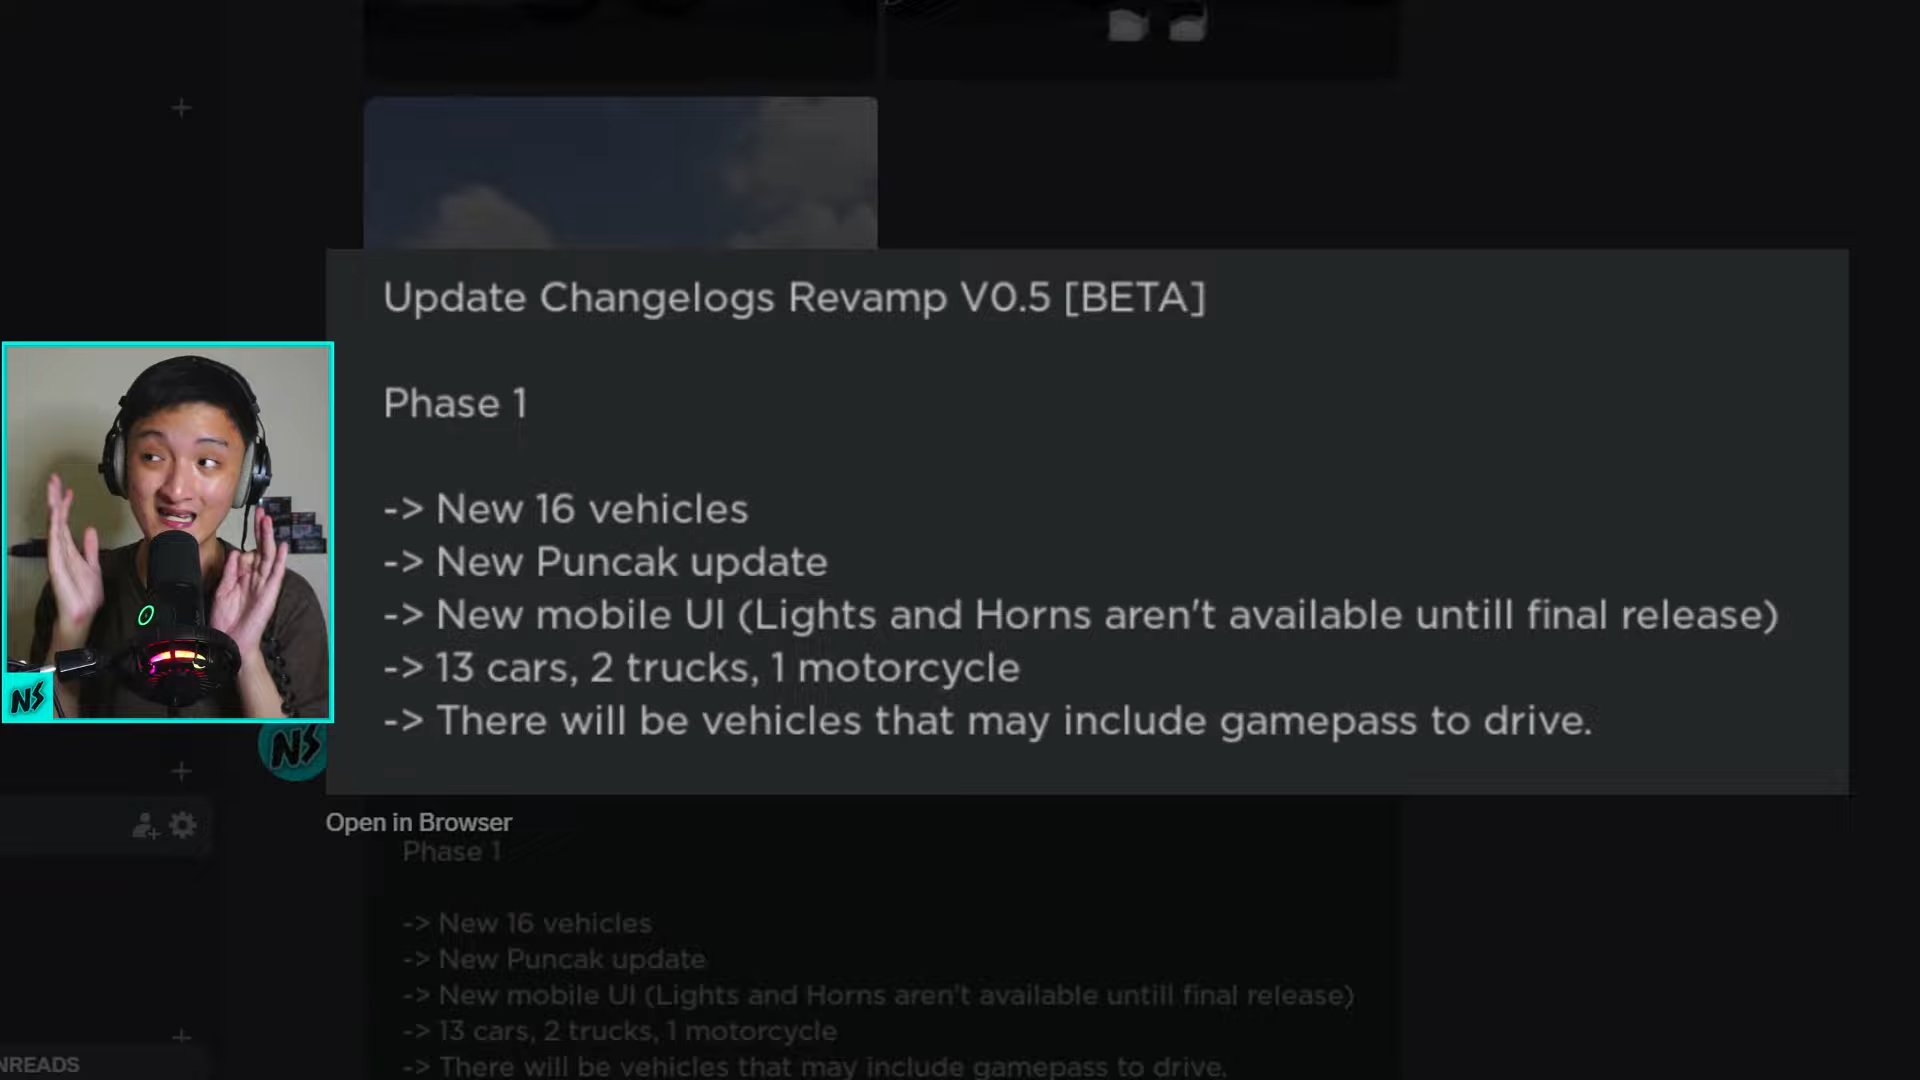 Update Changelogs Revamp V0.5 [BETA]
Phase 1
-> New 16 vehicles
-> New Puncak update
-> New mobile UI (Lights and Horns aren't available untill final release)
-> 13 cars, 2 trucks, 1 motorcycle
-> There will be vehicles that may include gamepass to drive.
NS
NS
Open in Browser
Phase 1
-> New 16 vehicles
-> New Puncak update
-> New mobile UI (Lights and Horns aren't available untill final release)
-> 13 cars, 2 trucks, 1 motorcycle
-> There will be vehicles that may include gamepass to drive.
NREADS